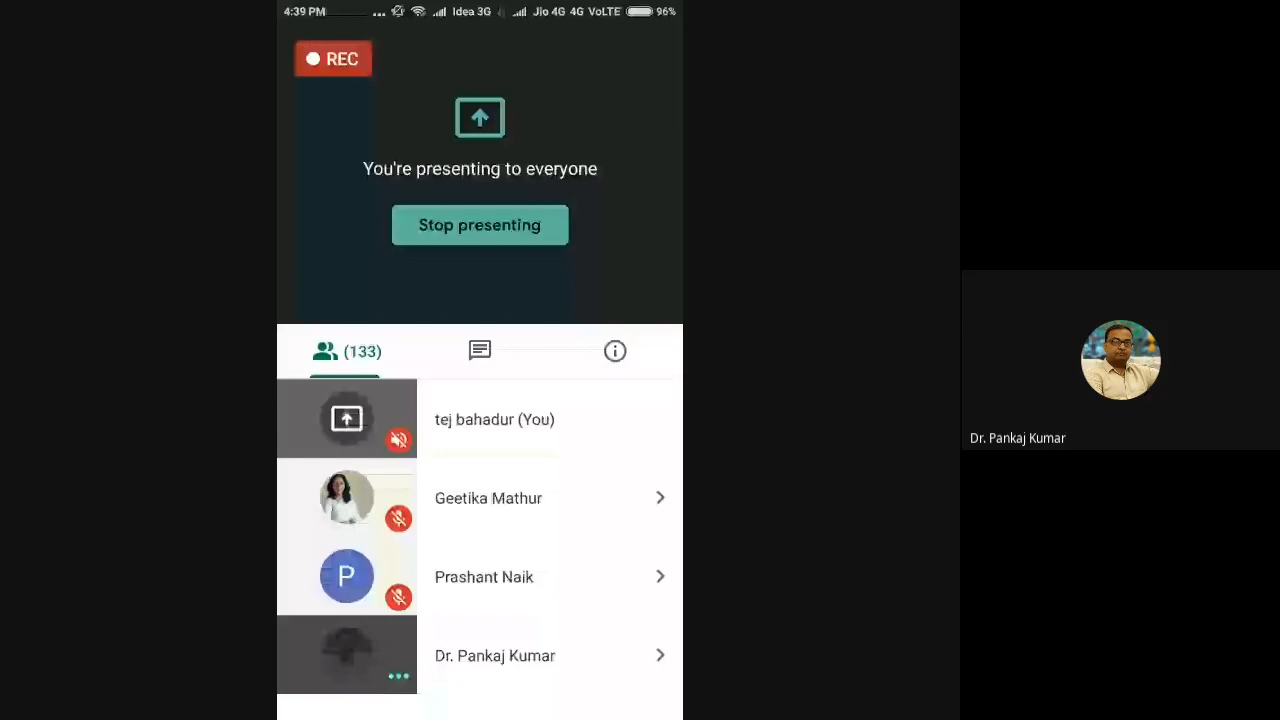 4:39 PM ... Idea 3G Jio 4G 4G VoLTE 96%
REC
You're presenting to everyone
Stop presenting
(133)
tej bahadur (You)
Geetika Mathur
P
Prashant Naik
Dr. Pankaj Kumar
Dr. Pankaj Kumar